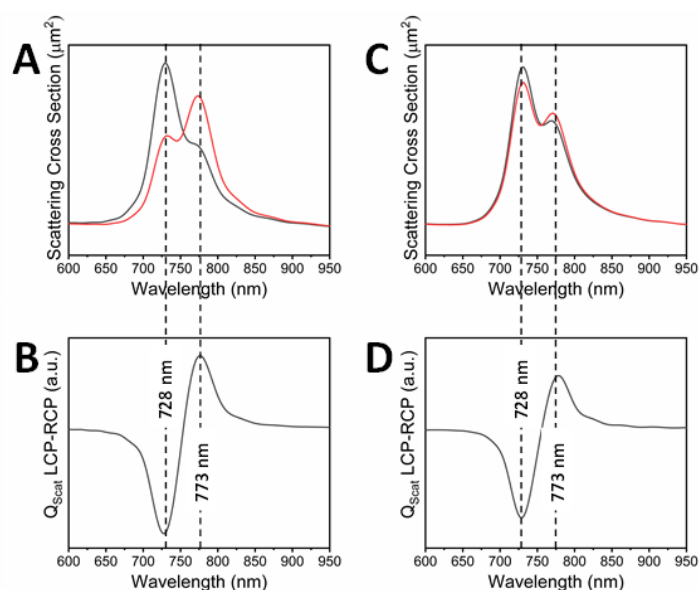 A
Scattering Cross Section (μm²)
600 650 700 750 800 850 900 950
Wavelength (nm)
C
Scattering Cross Section (μm²)
600 650 700 750 800 850 900 950
Wavelength (nm)
B
Q_Scat LCP-RCP (a.u.)
728 nm
773 nm
600 650 700 750 800 850 900 950
Wavelength (nm)
D
Q_Scat LCP-RCP (a.u.)
728 nm
773 nm
600 650 700 750 800 850 900 950
Wavelength (nm)